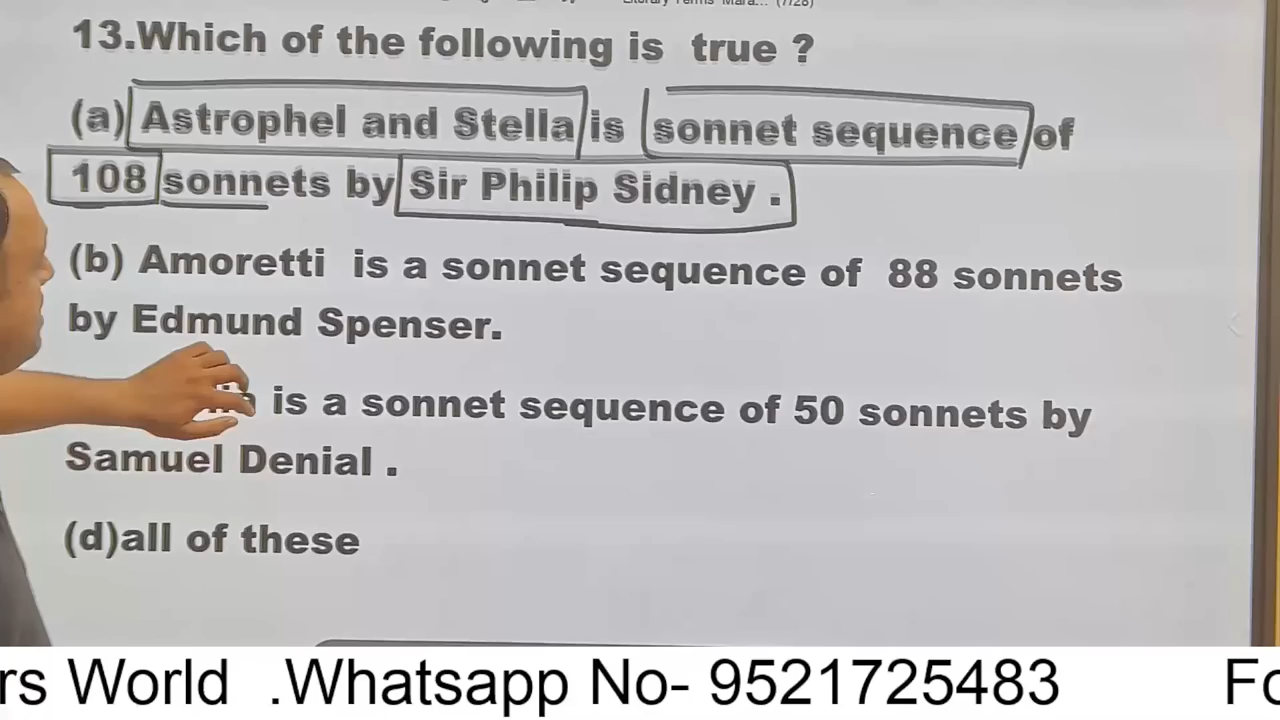 13.Which of the following is true ?
(a) Astrophel and Stella is sonnet sequence of
108 sonnets by Sir Philip Sidney .
(b) Amoretti is a sonnet sequence of 88 sonnets
by Edmund Spenser.
is a sonnet sequence of 50 sonnets by
Samuel Denial .
(d)all of these
rs World .Whatsapp No- 9521725483 Fo